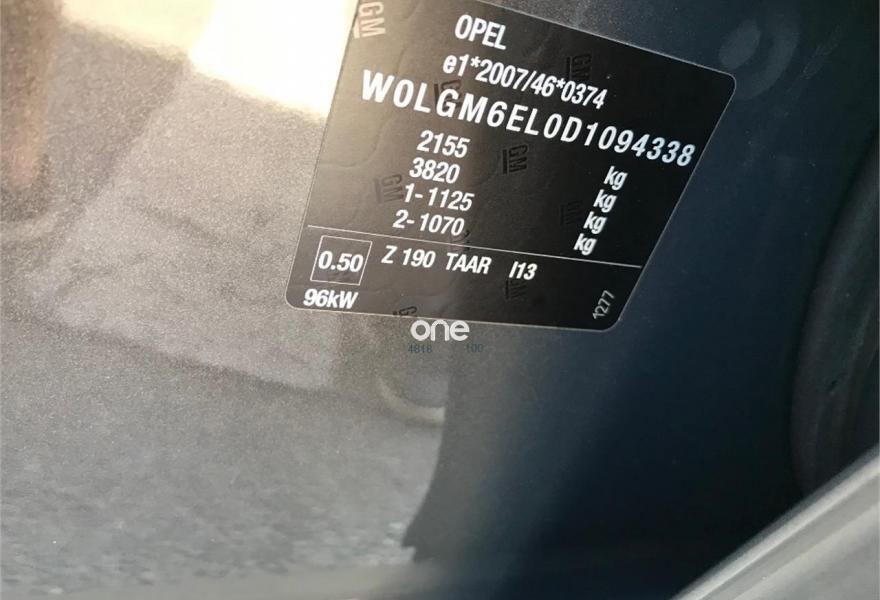 OPEL
e1*2007/46*0374
W0LGM6EL0D1094338
2155 kg
3820 kg
1-1125 kg
2-1070 kg
0.50 Z 190 TAAR I13
96kW
1277
GM
one
4818 100